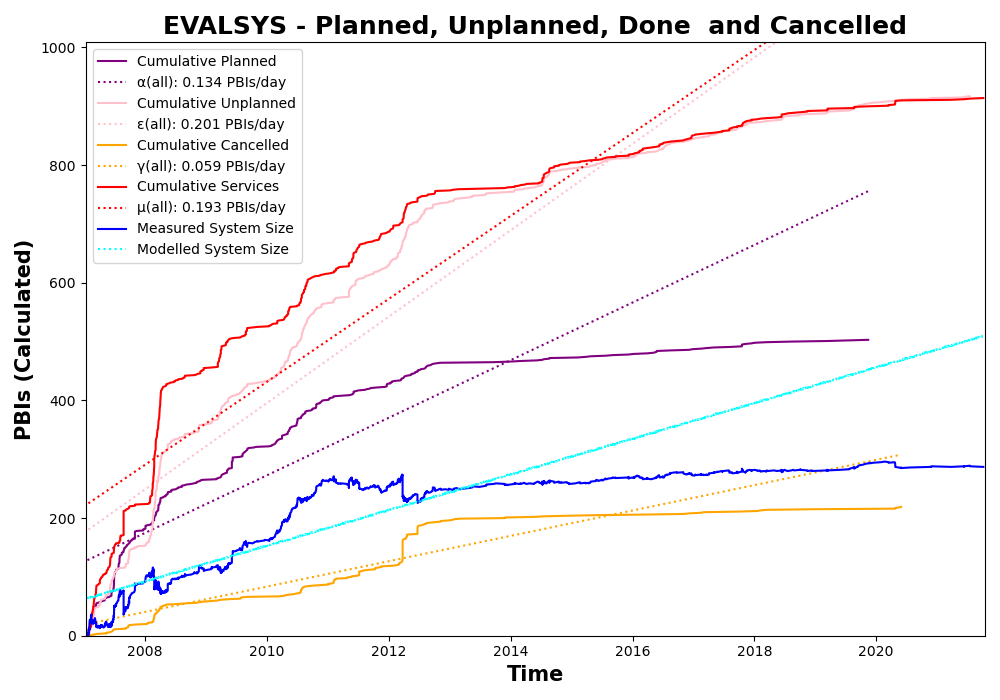 EVALSYS - Planned, Unplanned, Done  and Cancelled
1000
800
600
400
200
0
PBIs (Calculated)
Cumulative Planned
α(all): 0.134 PBIs/day
Cumulative Unplanned
ε(all): 0.201 PBIs/day
Cumulative Cancelled
γ(all): 0.059 PBIs/day
Cumulative Services
μ(all): 0.193 PBIs/day
Measured System Size
Modelled System Size
2008 2010 2012 2014 2016 2018 2020
Time